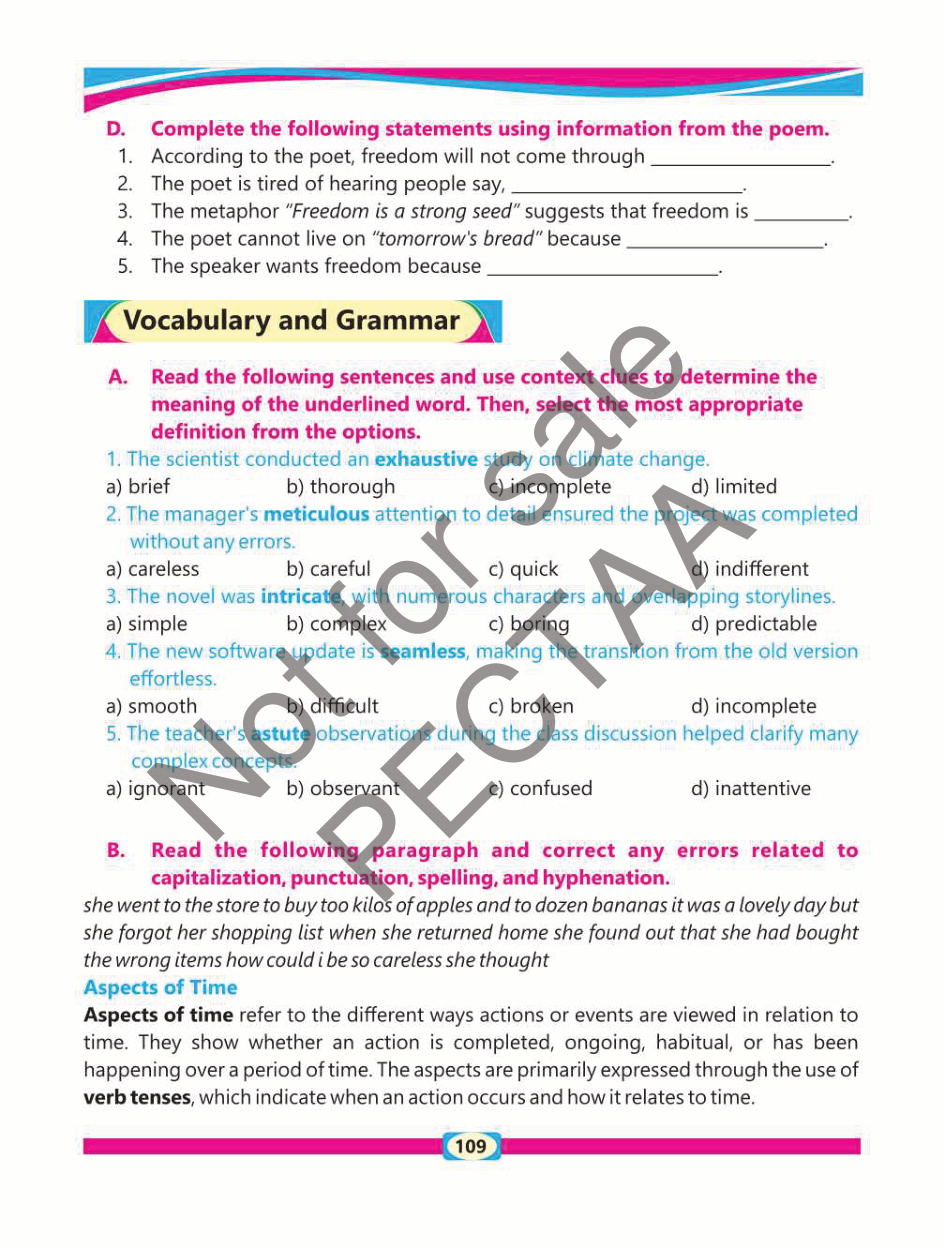 D. Complete the following statements using information from the poem.
1. According to the poet, freedom will not come through __________________.
2. The poet is tired of hearing people say, _______________________.
3. The metaphor “Freedom is a strong seed” suggests that freedom is _________.
4. The poet cannot live on “tomorrow's bread” because ___________________.
5. The speaker wants freedom because _______________________.
Vocabulary and Grammar
A. Read the following sentences and use context clues to determine the
meaning of the underlined word. Then, select the most appropriate
definition from the options.
1. The scientist conducted an exhaustive study on climate change.
a) brief b) thorough c) incomplete d) limited
2. The manager's meticulous attention to detail ensured the project was completed
without any errors.
a) careless b) careful c) quick d) indifferent
3. The novel was intricate, with numerous characters and overlapping storylines.
a) simple b) complex c) boring d) predictable
4. The new software update is seamless, making the transition from the old version
effortless.
a) smooth b) difficult c) broken d) incomplete
5. The teacher's astute observations during the class discussion helped clarify many
complex concepts.
a) ignorant b) observant c) confused d) inattentive
B. Read the following paragraph and correct any errors related to
capitalization, punctuation, spelling, and hyphenation.
she went to the store to buy too kilos of apples and to dozen bananas it was a lovely day but
she forgot her shopping list when she returned home she found out that she had bought
the wrong items how could i be so careless she thought
Aspects of Time
Aspects of time refer to the different ways actions or events are viewed in relation to
time. They show whether an action is completed, ongoing, habitual, or has been
happening over a period of time. The aspects are primarily expressed through the use of
verb tenses, which indicate when an action occurs and how it relates to time.
109
Not for sale
PECTAA